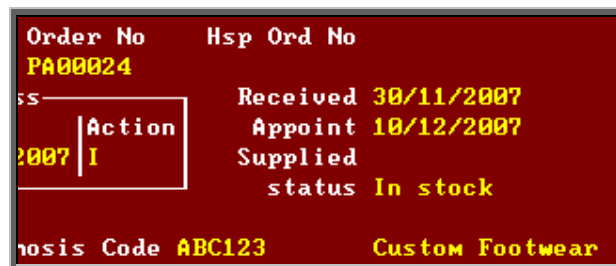 Order No Hsp Ord No
PA00024
ss Received 30/11/2007
Action Appoint 10/12/2007
2007 I Supplied
status In stock
nosis Code ABC123 Custom Footwear